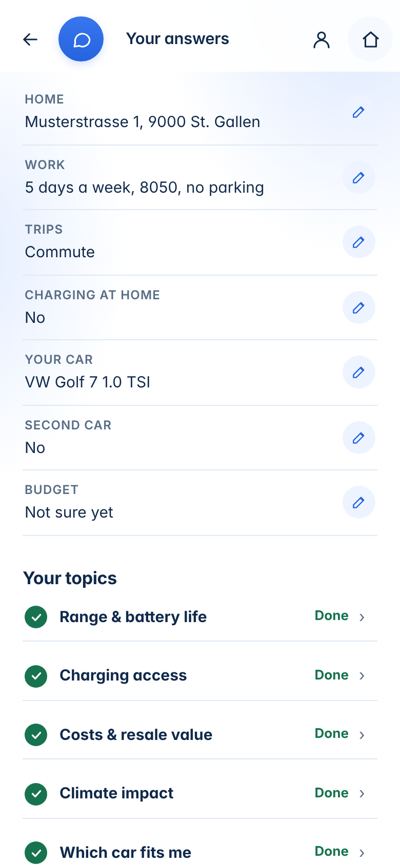 Your answers
HOME
Musterstrasse 1, 9000 St. Gallen
WORK
5 days a week, 8050, no parking
TRIPS
Commute
CHARGING AT HOME
No
YOUR CAR
VW Golf 7 1.0 TSI
SECOND CAR
No
BUDGET
Not sure yet
Your topics
Range & battery life Done
Charging access Done
Costs & resale value Done
Climate impact Done
Which car fits me Done